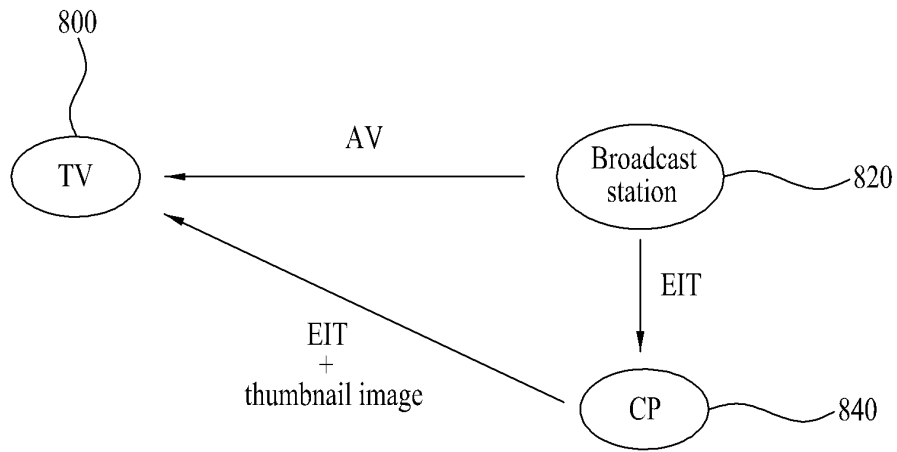 800
TV
AV
Broadcast
station
820
EIT
EIT
+
thumbnail image
CP
840